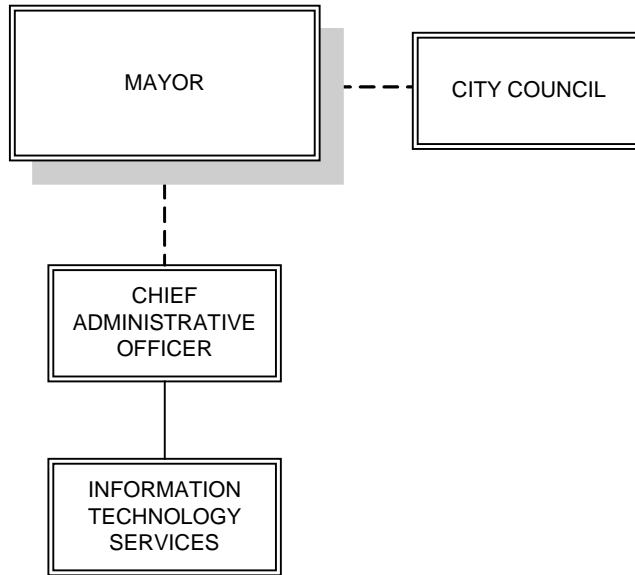 MAYOR
CITY COUNCIL
CHIEF
ADMINISTRATIVE
OFFICER
INFORMATION
TECHNOLOGY
SERVICES